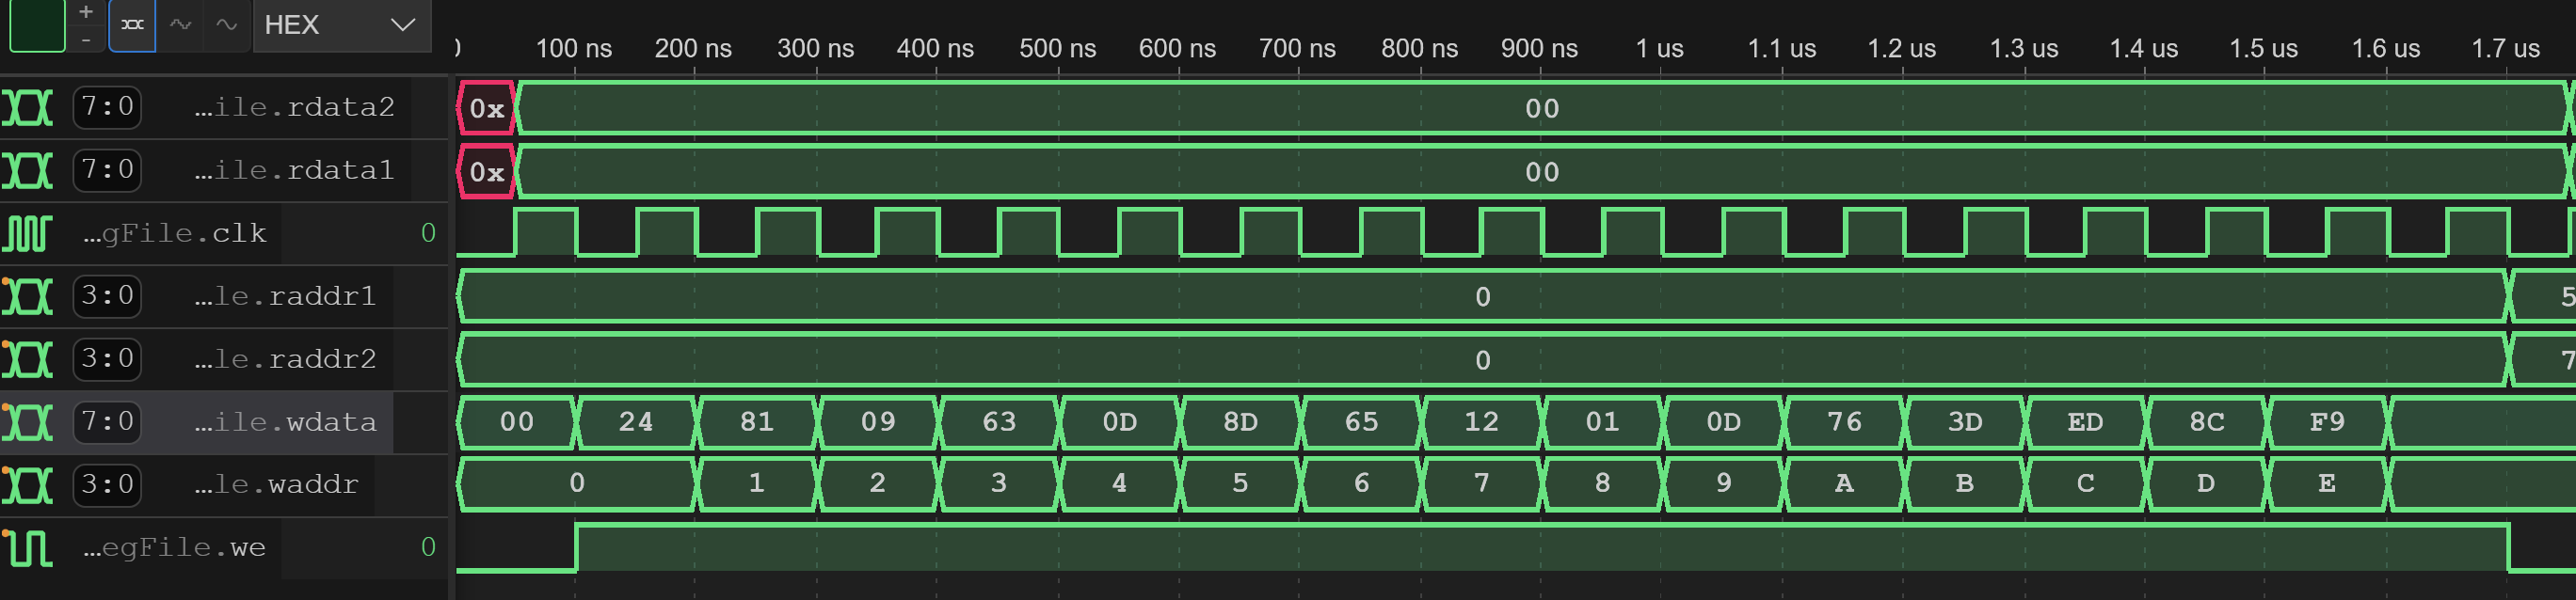 +
-
HEX
0 100 ns 200 ns 300 ns 400 ns 500 ns 600 ns 700 ns 800 ns 900 ns 1 us 1.1 us 1.2 us 1.3 us 1.4 us 1.5 us 1.6 us 1.7 us
7:0 …ile.rdata2 0x 00
7:0 …ile.rdata1 0x 00
…gFile.clk 0
3:0 …le.raddr1 0 5
3:0 …le.raddr2 0 7
7:0 …ile.wdata 00 24 81 09 63 0D 8D 65 12 01 0D 76 3D ED 8C F9
3:0 …le.waddr 0 1 2 3 4 5 6 7 8 9 A B C D E
…egFile.we 0